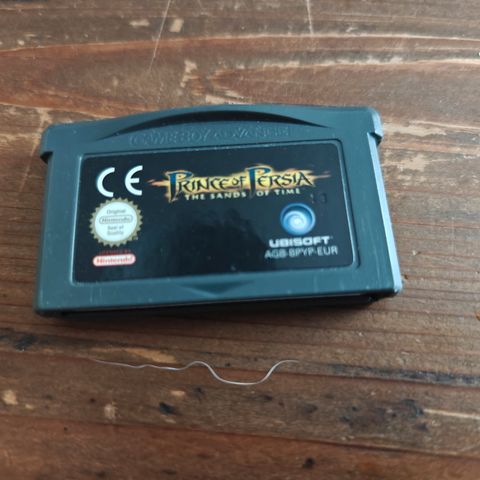 GAME BOY ADVANCE
CE
PRINCE OF PERSIA
THE SANDS OF TIME
Original
Nintendo
Seal of
Quality
Nintendo
UBISOFT
AGB-BPYP-EUR